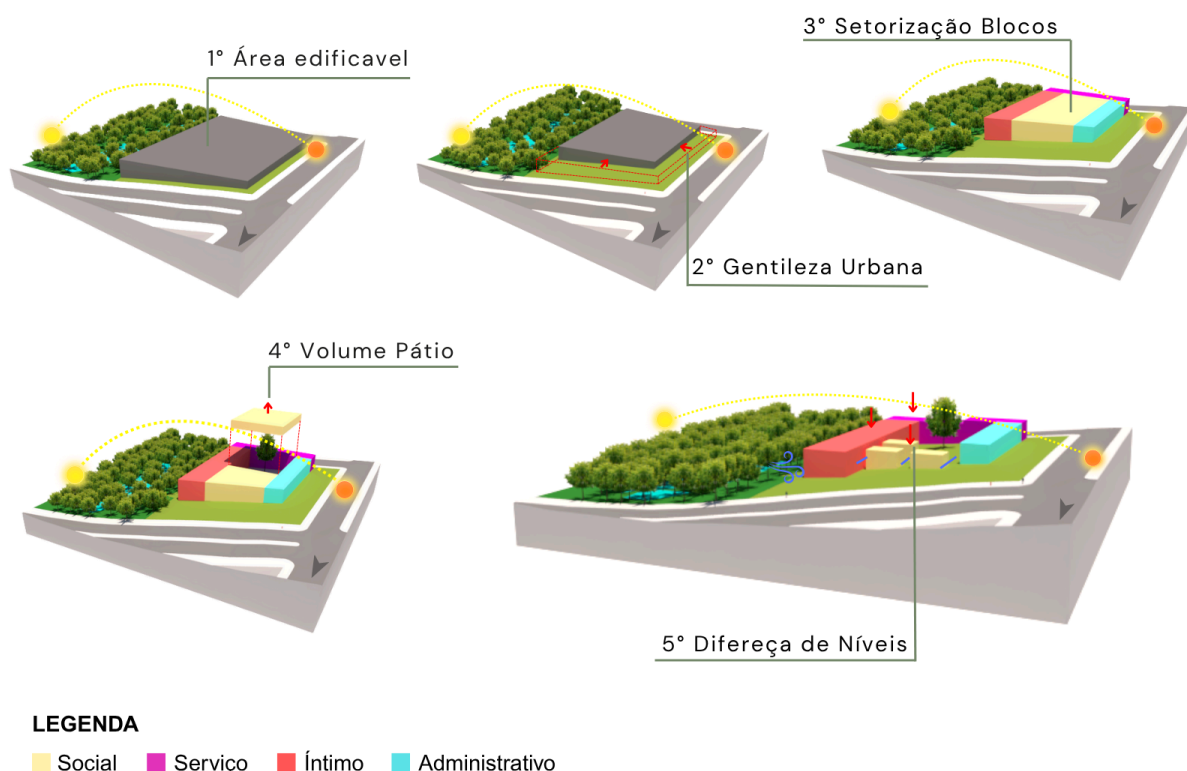 1° Área edificavel
3° Setorização Blocos
2° Gentileza Urbana
4° Volume Pátio
5° Difereça de Níveis
LEGENDA
Social Servico Íntimo Administrativo